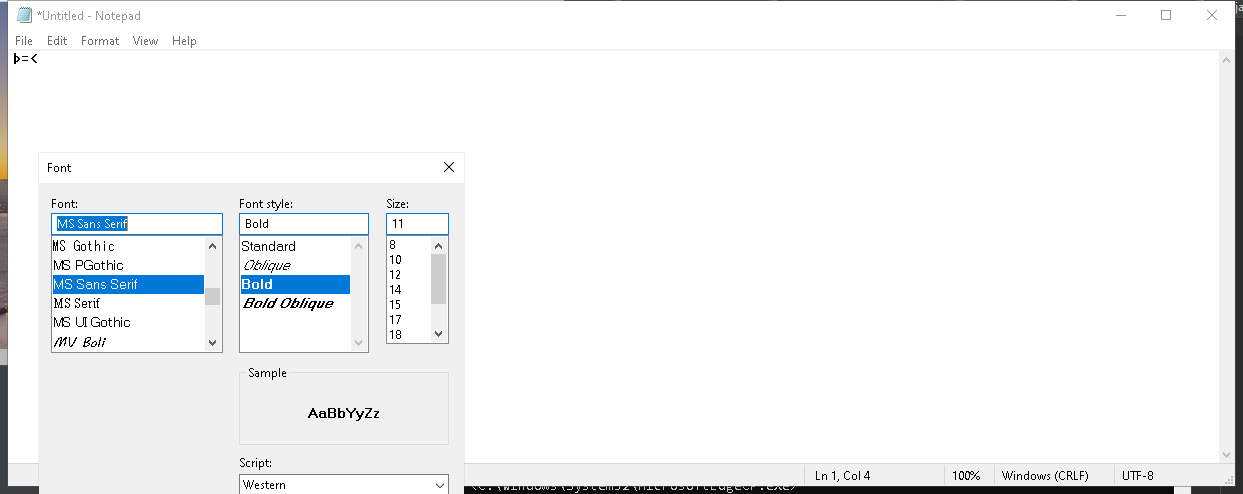 *Untitled - Notepad
File Edit Format View Help
Þ=<
Font
Font: Font style: Size:
MS Sans Serif Bold 11
MS Gothic Standard 8
MS PGothic Oblique 10
MS Sans Serif Bold 12
MS Serif Bold Oblique 14
MS UI Gothic 15
MV Boli 17
18
Sample
AaBbYyZz
Script:
Western
Ln 1, Col 4 100% Windows (CRLF) UTF-8